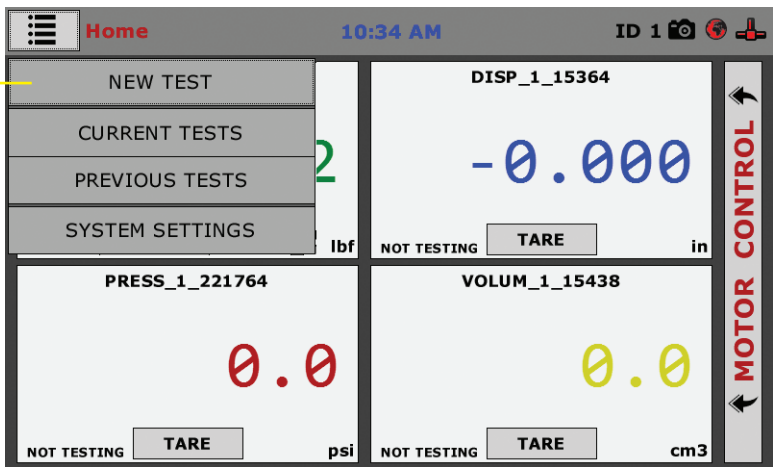 Home 10:34 AM ID 1
NEW TEST
CURRENT TESTS
PREVIOUS TESTS
SYSTEM SETTINGS
2
lbf
DISP_1_15364
-0.000
NOT TESTING TARE in
PRESS_1_221764
0.0
NOT TESTING TARE psi
VOLUM_1_15438
0.0
NOT TESTING TARE cm3
MOTOR CONTROL